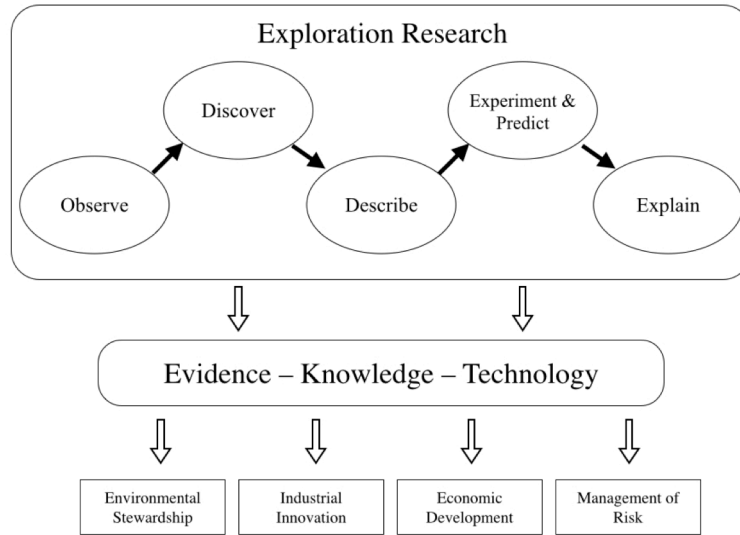 Exploration Research
Observe
Discover
Describe
Experiment &
Predict
Explain
Evidence – Knowledge – Technology
Environmental
Stewardship
Industrial
Innovation
Economic
Development
Management of
Risk